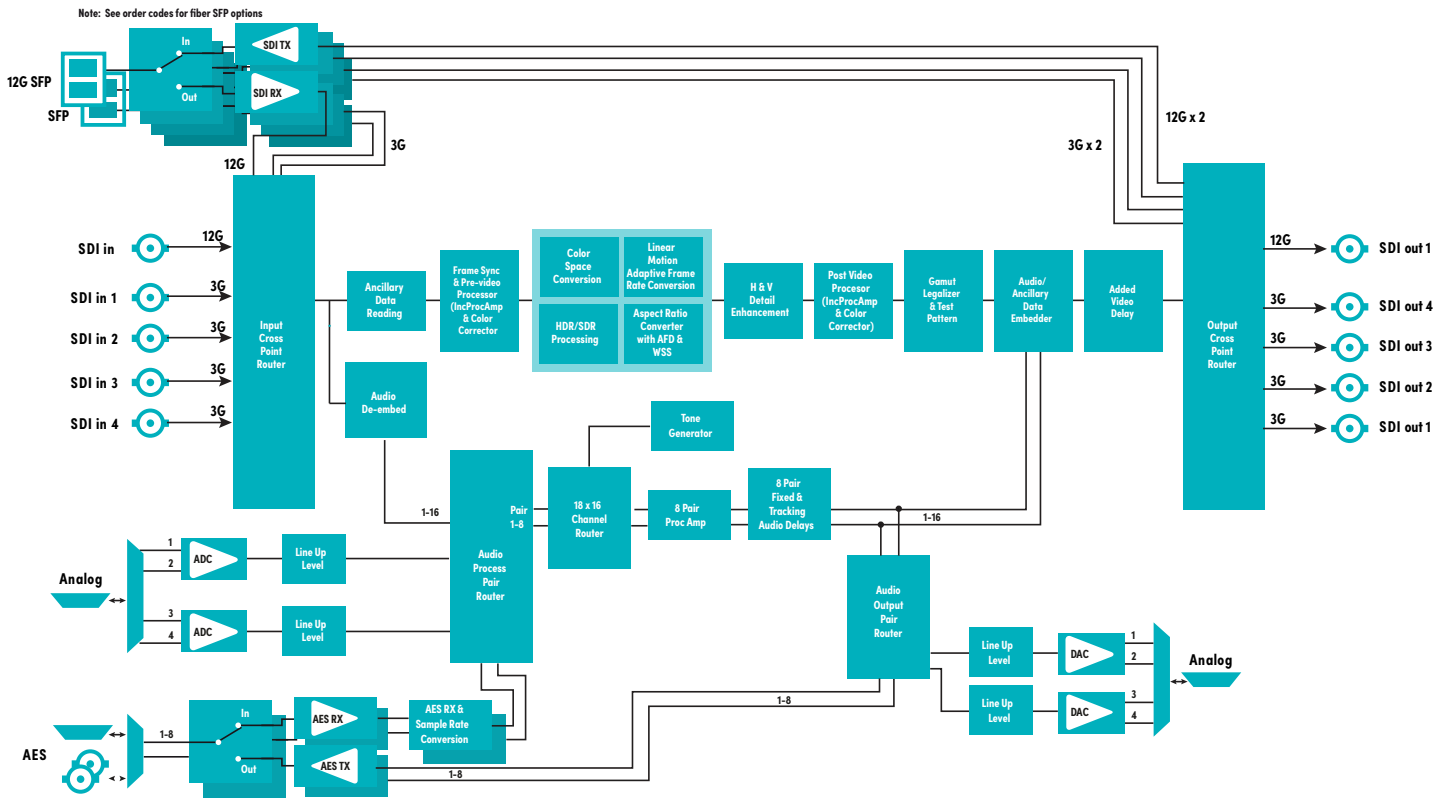 Note: See order codes for fiber SFP options
12G SFP
SFP
In
Out
SDI TX
SDI RX
12G
3G
12G x 2
3G x 2
SDI in
12G
SDI in 1
3G
SDI in 2
3G
SDI in 3
3G
SDI in 4
3G
Input
Cross
Point
Router
Ancillary
Data
Reading
Frame Sync
& Pre-video
Processor
(IncProcAmp
& Color
Corrector
Color
Space
Conversion
Linear
Motion
Adaptive Frame
Rate Conversion
HDR/SDR
Processing
Aspect Ratio
Converter
with AFD &
WSS
H & V
Detail
Enhancement
Post Video
Procesor
(IncProcAmp
& Color
Corrector)
Gamut
Legalizer
& Test
Pattern
Audio/
Ancillary
Data
Embedder
Added
Video
Delay
Output
Cross
Point
Router
12G
SDI out 1
3G
SDI out 4
3G
SDI out 3
3G
SDI out 2
3G
SDI out 1
Audio
De-embed
Tone
Generator
1-16
Pair
1-8
Audio
Process
Pair
Router
18 x 16
Channel
Router
8 Pair
Proc Amp
8 Pair
Fixed &
Tracking
Audio Delays
1-16
Analog
1
2
3
4
ADC
ADC
Line Up
Level
Line Up
Level
Audio
Output
Pair
Router
Line Up
Level
Line Up
Level
DAC
DAC
1
2
3
4
Analog
AES
1-8
In
Out
AES RX
AES TX
AES RX &
Sample Rate
Conversion
1-8
1-8